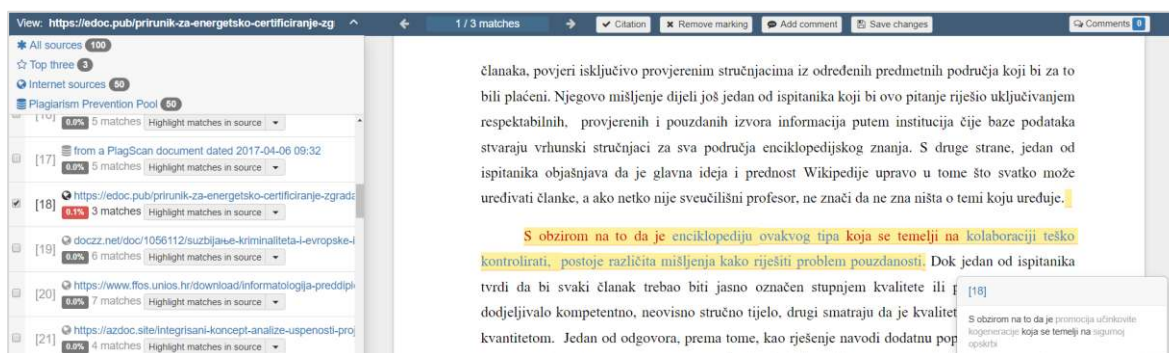 View: https://edoc.pub/prirunik-za-energetsko-certificiranje-zg
1 / 3 matches
Citation
Remove marking
Add comment
Save changes
Comments 0
All sources 100
Top three 3
Internet sources 50
Plagiarism Prevention Pool 50
0.0% 5 matches Highlight matches in source
[17] from a PlagScan document dated 2017-04-06 09:32
0.0% 5 matches Highlight matches in source
[18] https://edoc.pub/prirunik-za-energetsko-certificiranje-zgrada
0.1% 3 matches Highlight matches in source
[19] doczz.net/doc/1056112/suzbijaњe-kriminaliteta-i-evropske-i
0.0% 6 matches Highlight matches in source
[20] https://www.ffos.unios.hr/download/informatologija-preddiple
0.0% 7 matches Highlight matches in source
[21] https://azdoc.site/integrisani-koncept-analize-uspenosti-proj
0.0% 4 matches Highlight matches in source
članaka, povjeri isključivo provjerenim stručnjacima iz određenih predmetnih područja koji bi za to
bili plaćeni. Njegovo mišljenje dijeli još jedan od ispitanika koji bi ovo pitanje riješio uključivanjem
respektabilnih, provjerenih i pouzdanih izvora informacija putem institucija čije baze podataka
stvaraju vrhunski stručnjaci za sva područja enciklopedijskog znanja. S druge strane, jedan od
ispitanika objašnjava da je glavna ideja i prednost Wikipedije upravo u tome što svatko može
uređivati članke, a ako netko nije sveučilišni profesor, ne znači da ne zna ništa o temi koju uređuje.
S obzirom na to da je enciklopediju ovakvog tipa koja se temelji na kolaboraciji teško
kontrolirati, postoje različita mišljenja kako riješiti problem pouzdanosti. Dok jedan od ispitanika
tvrdi da bi svaki članak trebao biti jasno označen stupnjem kvalitete ili p
dodjeljivalo kompetentno, neovisno stručno tijelo, drugi smatraju da je kvalitet
kvantitetom. Jedan od odgovora, prema tome, kao rješenje navodi dodatnu pop
[18]
S obzirom na to da je promocija učinkovite
kogeneracije koja se temelji na sigurnoj
opskrbi